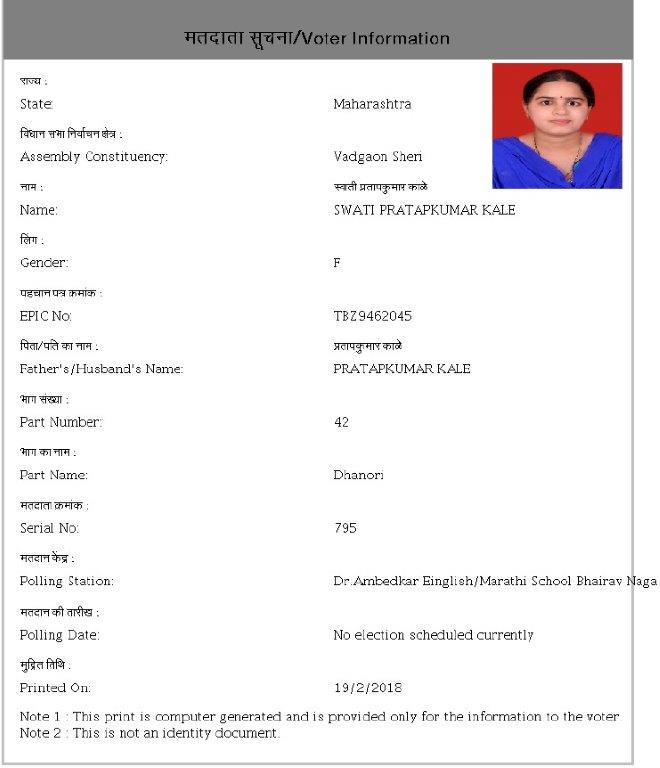 मतदाता सूचना/Voter Information
राज्य :
State: Maharashtra
विधान सभा निर्वाचन क्षेत्र :
Assembly Constituency: Vadgaon Sheri
नाम : स्वाती प्रतापकुमार काळे
Name: SWATI PRATAPKUMAR KALE
लिंग :
Gender: F
पहचान पत्र क्रमांक :
EPIC No: TBZ9462045
पिता/पति का नाम : प्रतापकुमार काळे
Father's/Husband's Name: PRATAPKUMAR KALE
भाग संख्या :
Part Number: 42
भाग का नाम :
Part Name: Dhanori
मतदाता क्रमांक :
Serial No: 795
मतदान केंद्र :
Polling Station: Dr.Ambedkar Einglish/Marathi School Bhairav Naga
मतदान की तारीख :
Polling Date: No election scheduled currently
मुद्रित तिथि :
Printed On: 19/2/2018
Note 1 : This print is computer generated and is provided only for the information to the voter
Note 2 : This is not an identity document.